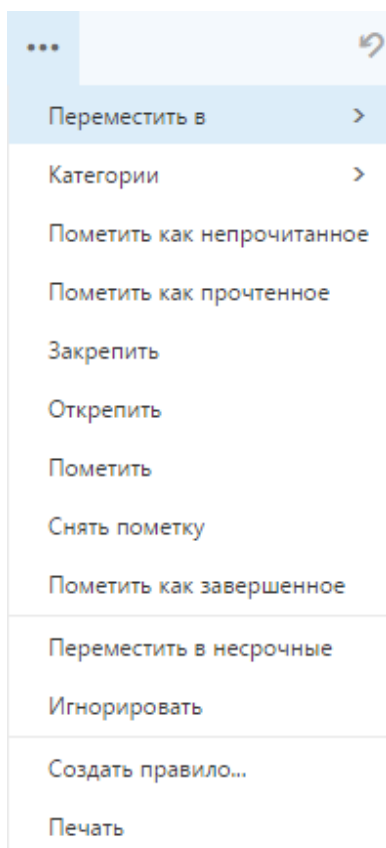 Переместить в
Категории
Пометить как непрочитанное
Пометить как прочтенное
Закрепить
Открепить
Пометить
Снять пометку
Пометить как завершенное
Переместить в несрочные
Игнорировать
Создать правило...
Печать